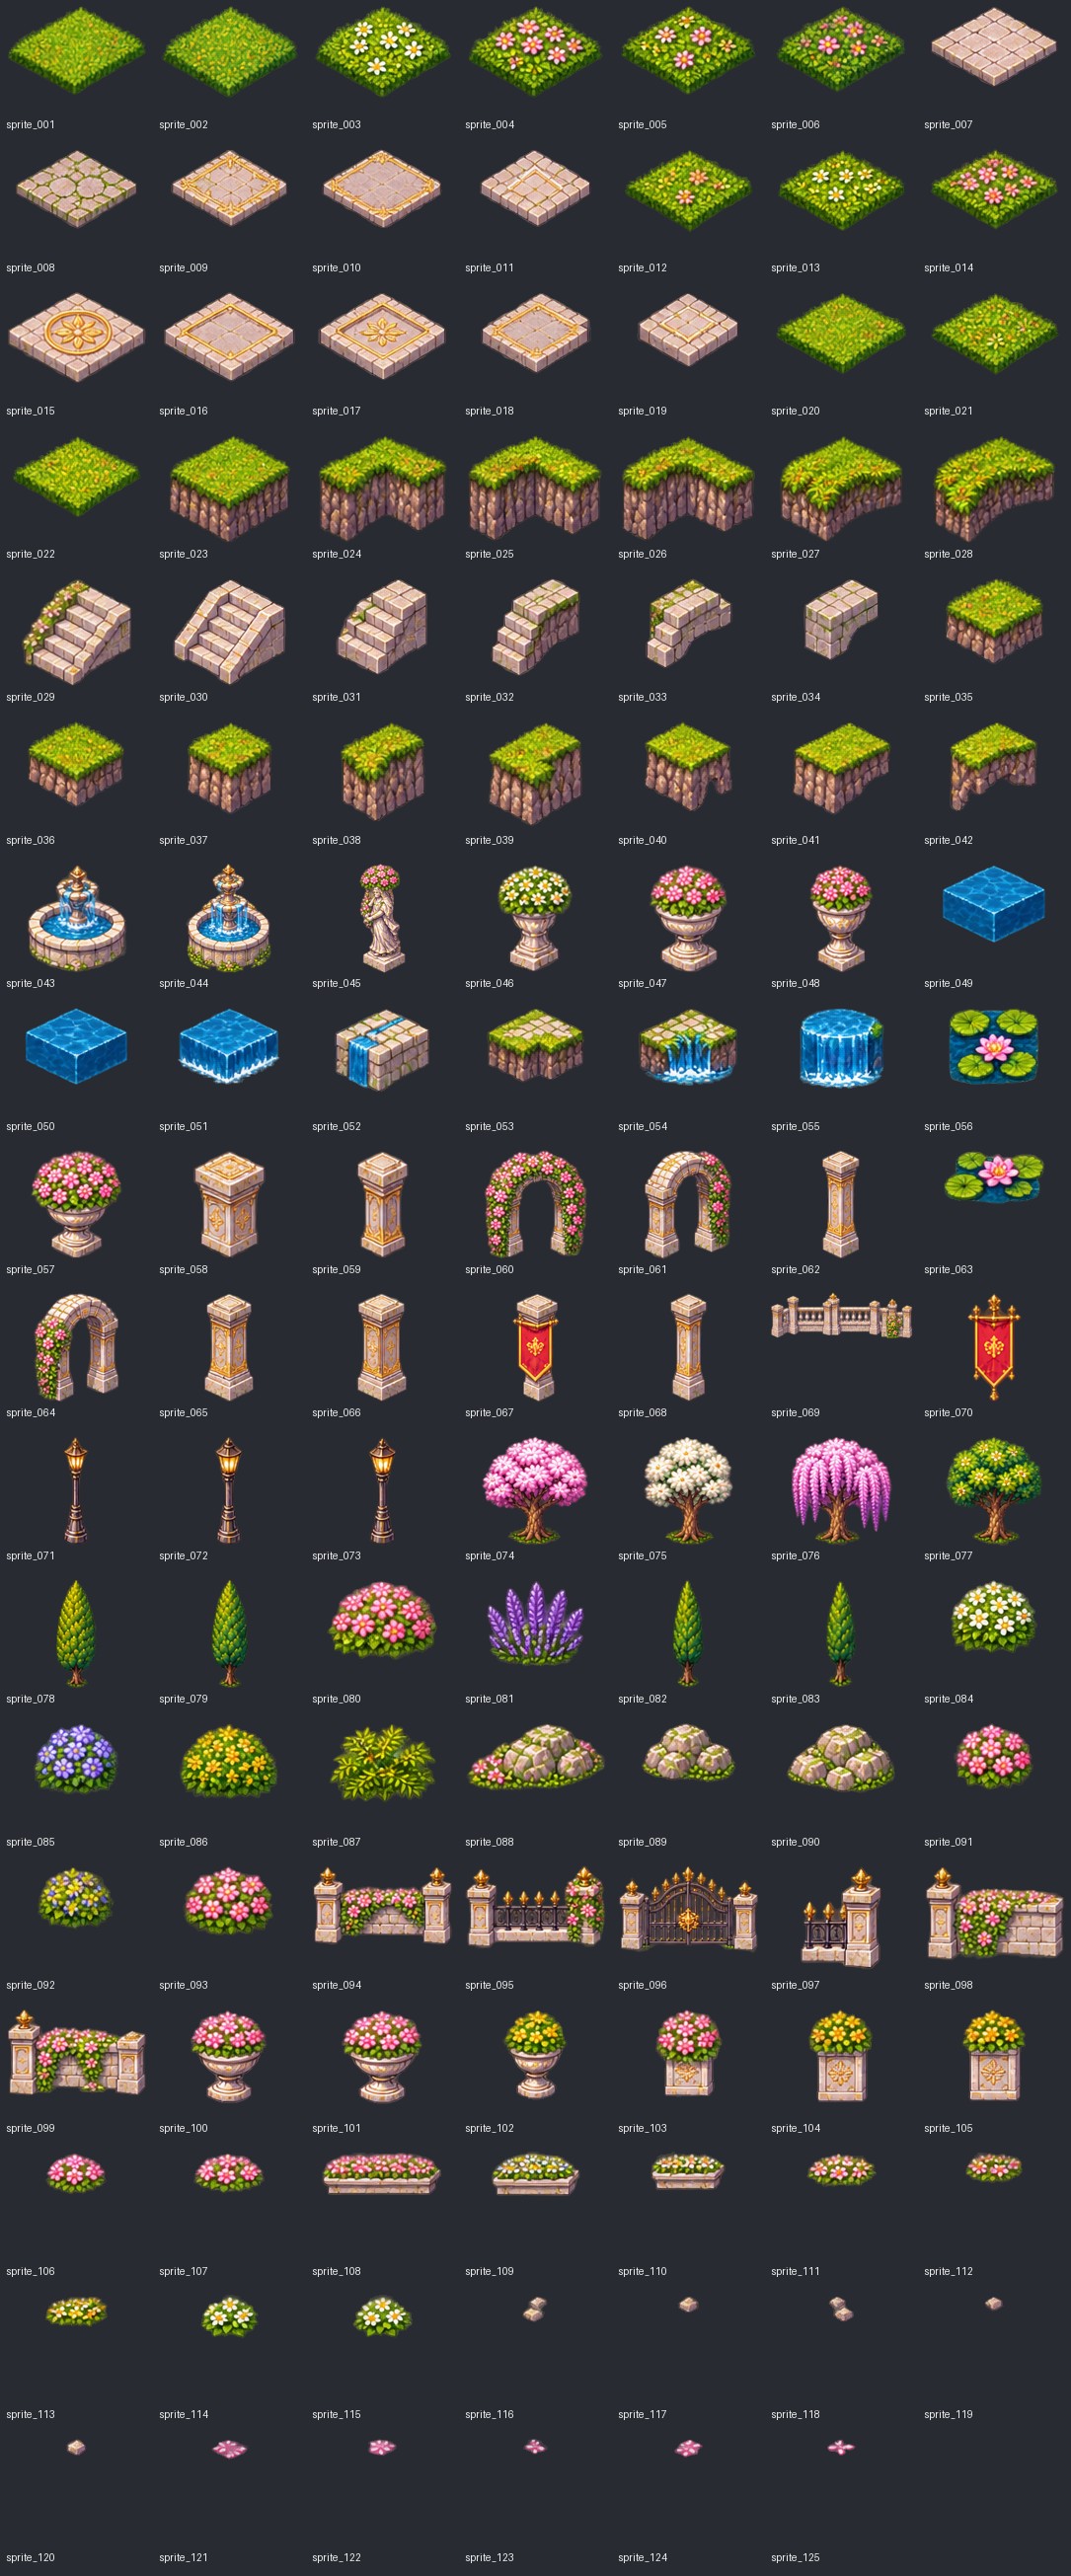 sprite_001 sprite_002 sprite_003 sprite_004 sprite_005 sprite_006 sprite_007
sprite_008 sprite_009 sprite_010 sprite_011 sprite_012 sprite_013 sprite_014
sprite_015 sprite_016 sprite_017 sprite_018 sprite_019 sprite_020 sprite_021
sprite_022 sprite_023 sprite_024 sprite_025 sprite_026 sprite_027 sprite_028
sprite_029 sprite_030 sprite_031 sprite_032 sprite_033 sprite_034 sprite_035
sprite_036 sprite_037 sprite_038 sprite_039 sprite_040 sprite_041 sprite_042
sprite_043 sprite_044 sprite_045 sprite_046 sprite_047 sprite_048 sprite_049
sprite_050 sprite_051 sprite_052 sprite_053 sprite_054 sprite_055 sprite_056
sprite_057 sprite_058 sprite_059 sprite_060 sprite_061 sprite_062 sprite_063
sprite_064 sprite_065 sprite_066 sprite_067 sprite_068 sprite_069 sprite_070
sprite_071 sprite_072 sprite_073 sprite_074 sprite_075 sprite_076 sprite_077
sprite_078 sprite_079 sprite_080 sprite_081 sprite_082 sprite_083 sprite_084
sprite_085 sprite_086 sprite_087 sprite_088 sprite_089 sprite_090 sprite_091
sprite_092 sprite_093 sprite_094 sprite_095 sprite_096 sprite_097 sprite_098
sprite_099 sprite_100 sprite_101 sprite_102 sprite_103 sprite_104 sprite_105
sprite_106 sprite_107 sprite_108 sprite_109 sprite_110 sprite_111 sprite_112
sprite_113 sprite_114 sprite_115 sprite_116 sprite_117 sprite_118 sprite_119
sprite_120 sprite_121 sprite_122 sprite_123 sprite_124 sprite_125